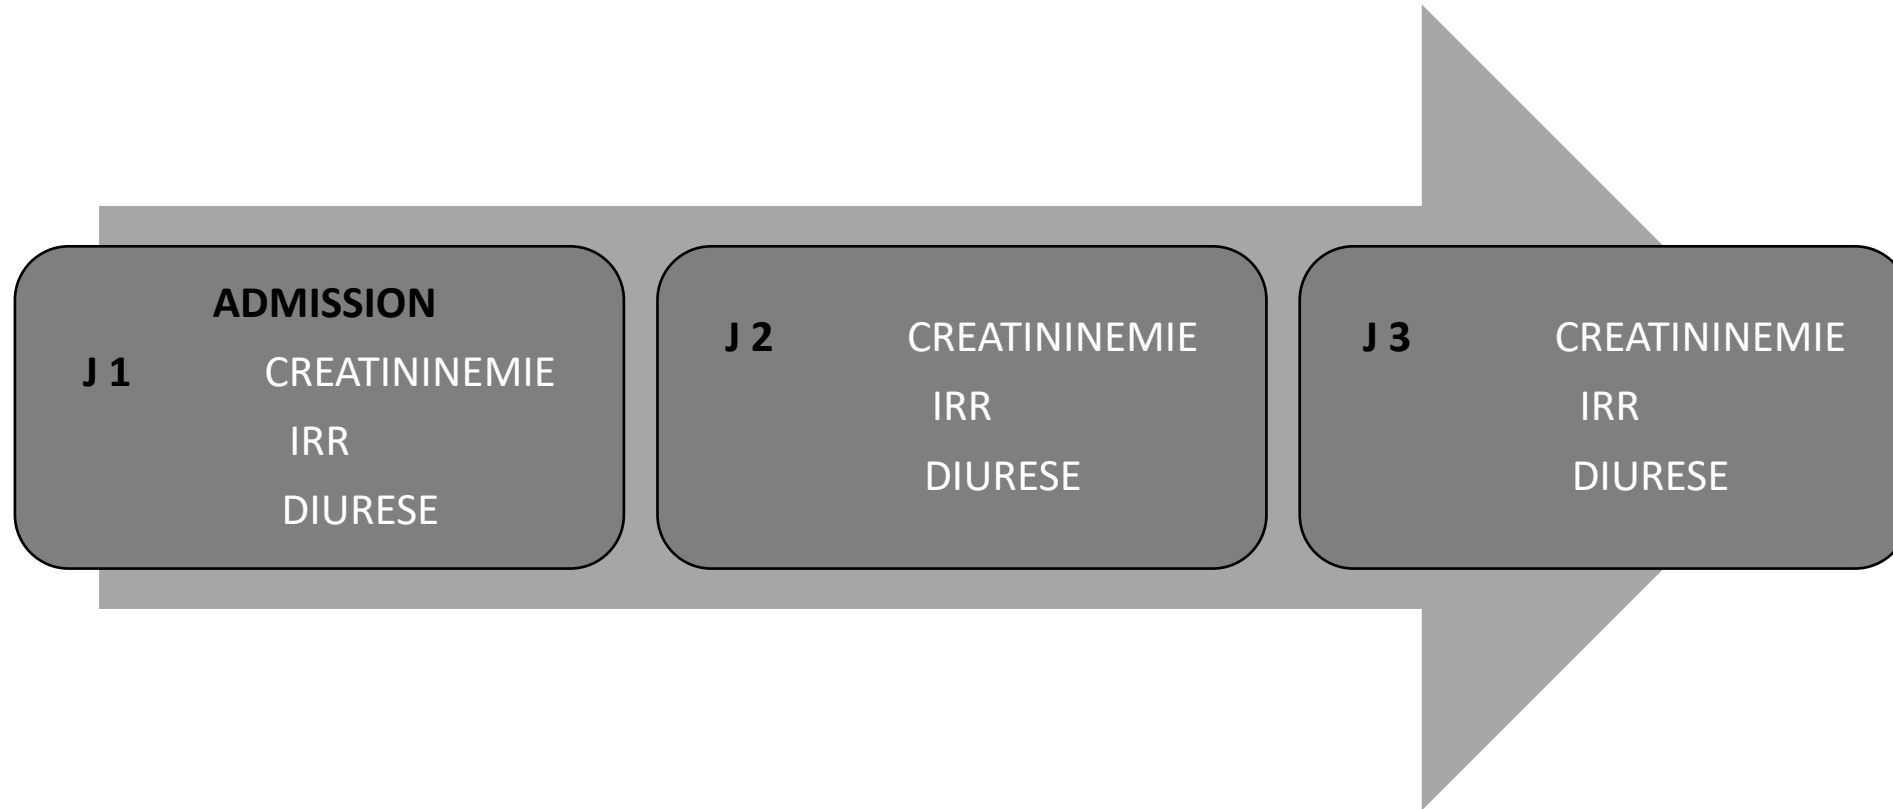 ADMISSION
J 1 CREATININEMIE
IRR
DIURESE
J 2 CREATININEMIE
IRR
DIURESE
J 3 CREATININEMIE
IRR
DIURESE